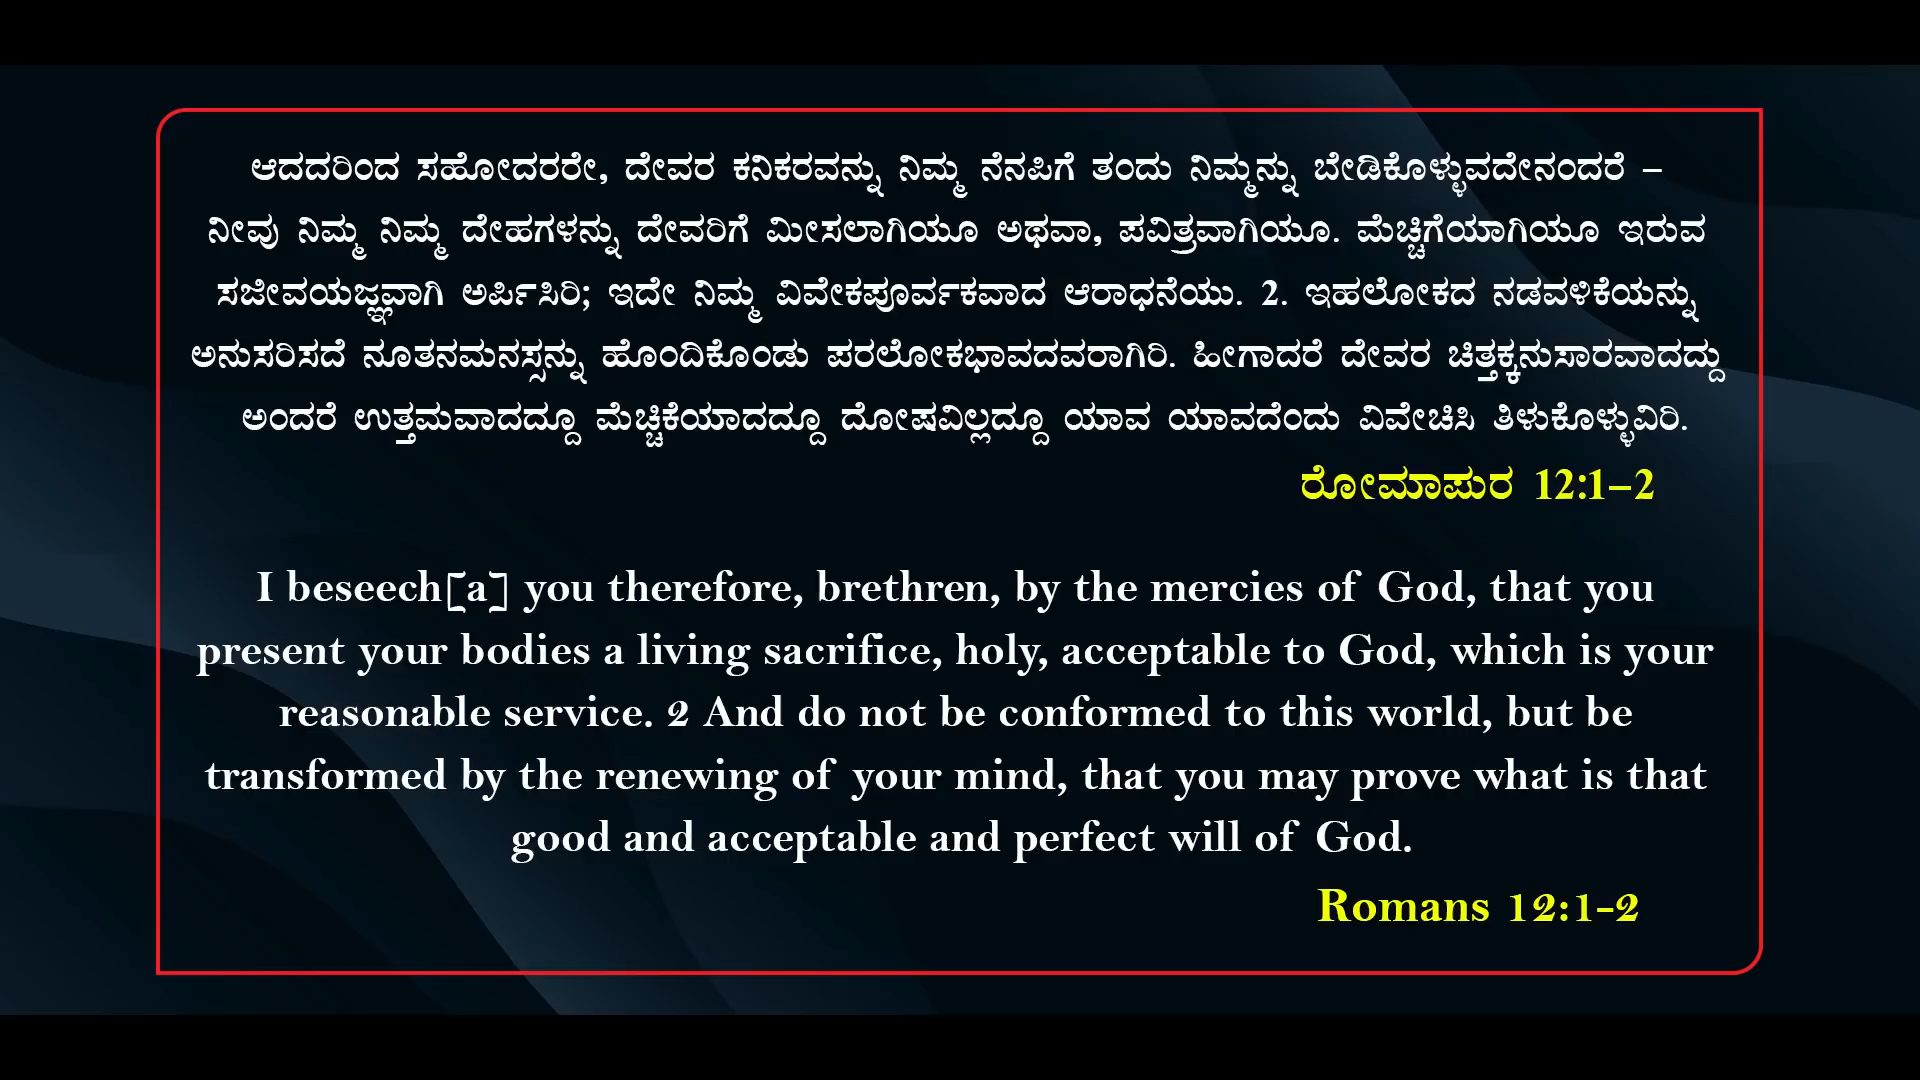 ಆದದರಿಂದ ಸಹೋದರರೇ, ದೇವರ ಕನಿಕರವನ್ನು ನಿಮ್ಮ ನೆನಪಿಗೆ ತಂದು ನಿಮ್ಮನ್ನು ಬೇಡಿಕೊಳ್ಳುವದೇನಂದರೆ –
ನೀವು ನಿಮ್ಮ ನಿಮ್ಮ ದೇಹಗಳನ್ನು ದೇವರಿಗೆ ಮೀಸಲಾಗಿಯೂ ಅಥವಾ, ಪವಿತ್ರವಾಗಿಯೂ. ಮೆಚ್ಚಿಗೆಯಾಗಿಯೂ ಇರುವ
ಸಜೀವಯಜ್ಞವಾಗಿ ಅರ್ಪಿಸಿರಿ; ಇದೇ ನಿಮ್ಮ ವಿವೇಕಪೂರ್ವಕವಾದ ಆರಾಧನೆಯು. 2. ಇಹಲೋಕದ ನಡವಳಿಕೆಯನ್ನು
ಅನುಸರಿಸದೆ ನೂತನಮನಸ್ಸನ್ನು ಹೊಂದಿಕೊಂಡು ಪರಲೋಕಭಾವದವರಾಗಿರಿ. ಹೀಗಾದರೆ ದೇವರ ಚಿತ್ತಕ್ಕನುಸಾರವಾದದ್ದು
ಅಂದರೆ ಉತ್ತಮವಾದದ್ದೂ ಮೆಚ್ಚಿಕೆಯಾದದ್ದೂ ದೋಷವಿಲ್ಲದ್ದೂ ಯಾವ ಯಾವದೆಂದು ವಿವೇಚಿಸಿ ತಿಳುಕೊಳ್ಳುವಿರಿ.
ರೋಮಾಪುರ 12:1–2
I beseech[a] you therefore, brethren, by the mercies of God, that you
present your bodies a living sacrifice, holy, acceptable to God, which is your
reasonable service. 2 And do not be conformed to this world, but be
transformed by the renewing of your mind, that you may prove what is that
good and acceptable and perfect will of God.
Romans 12:1-2